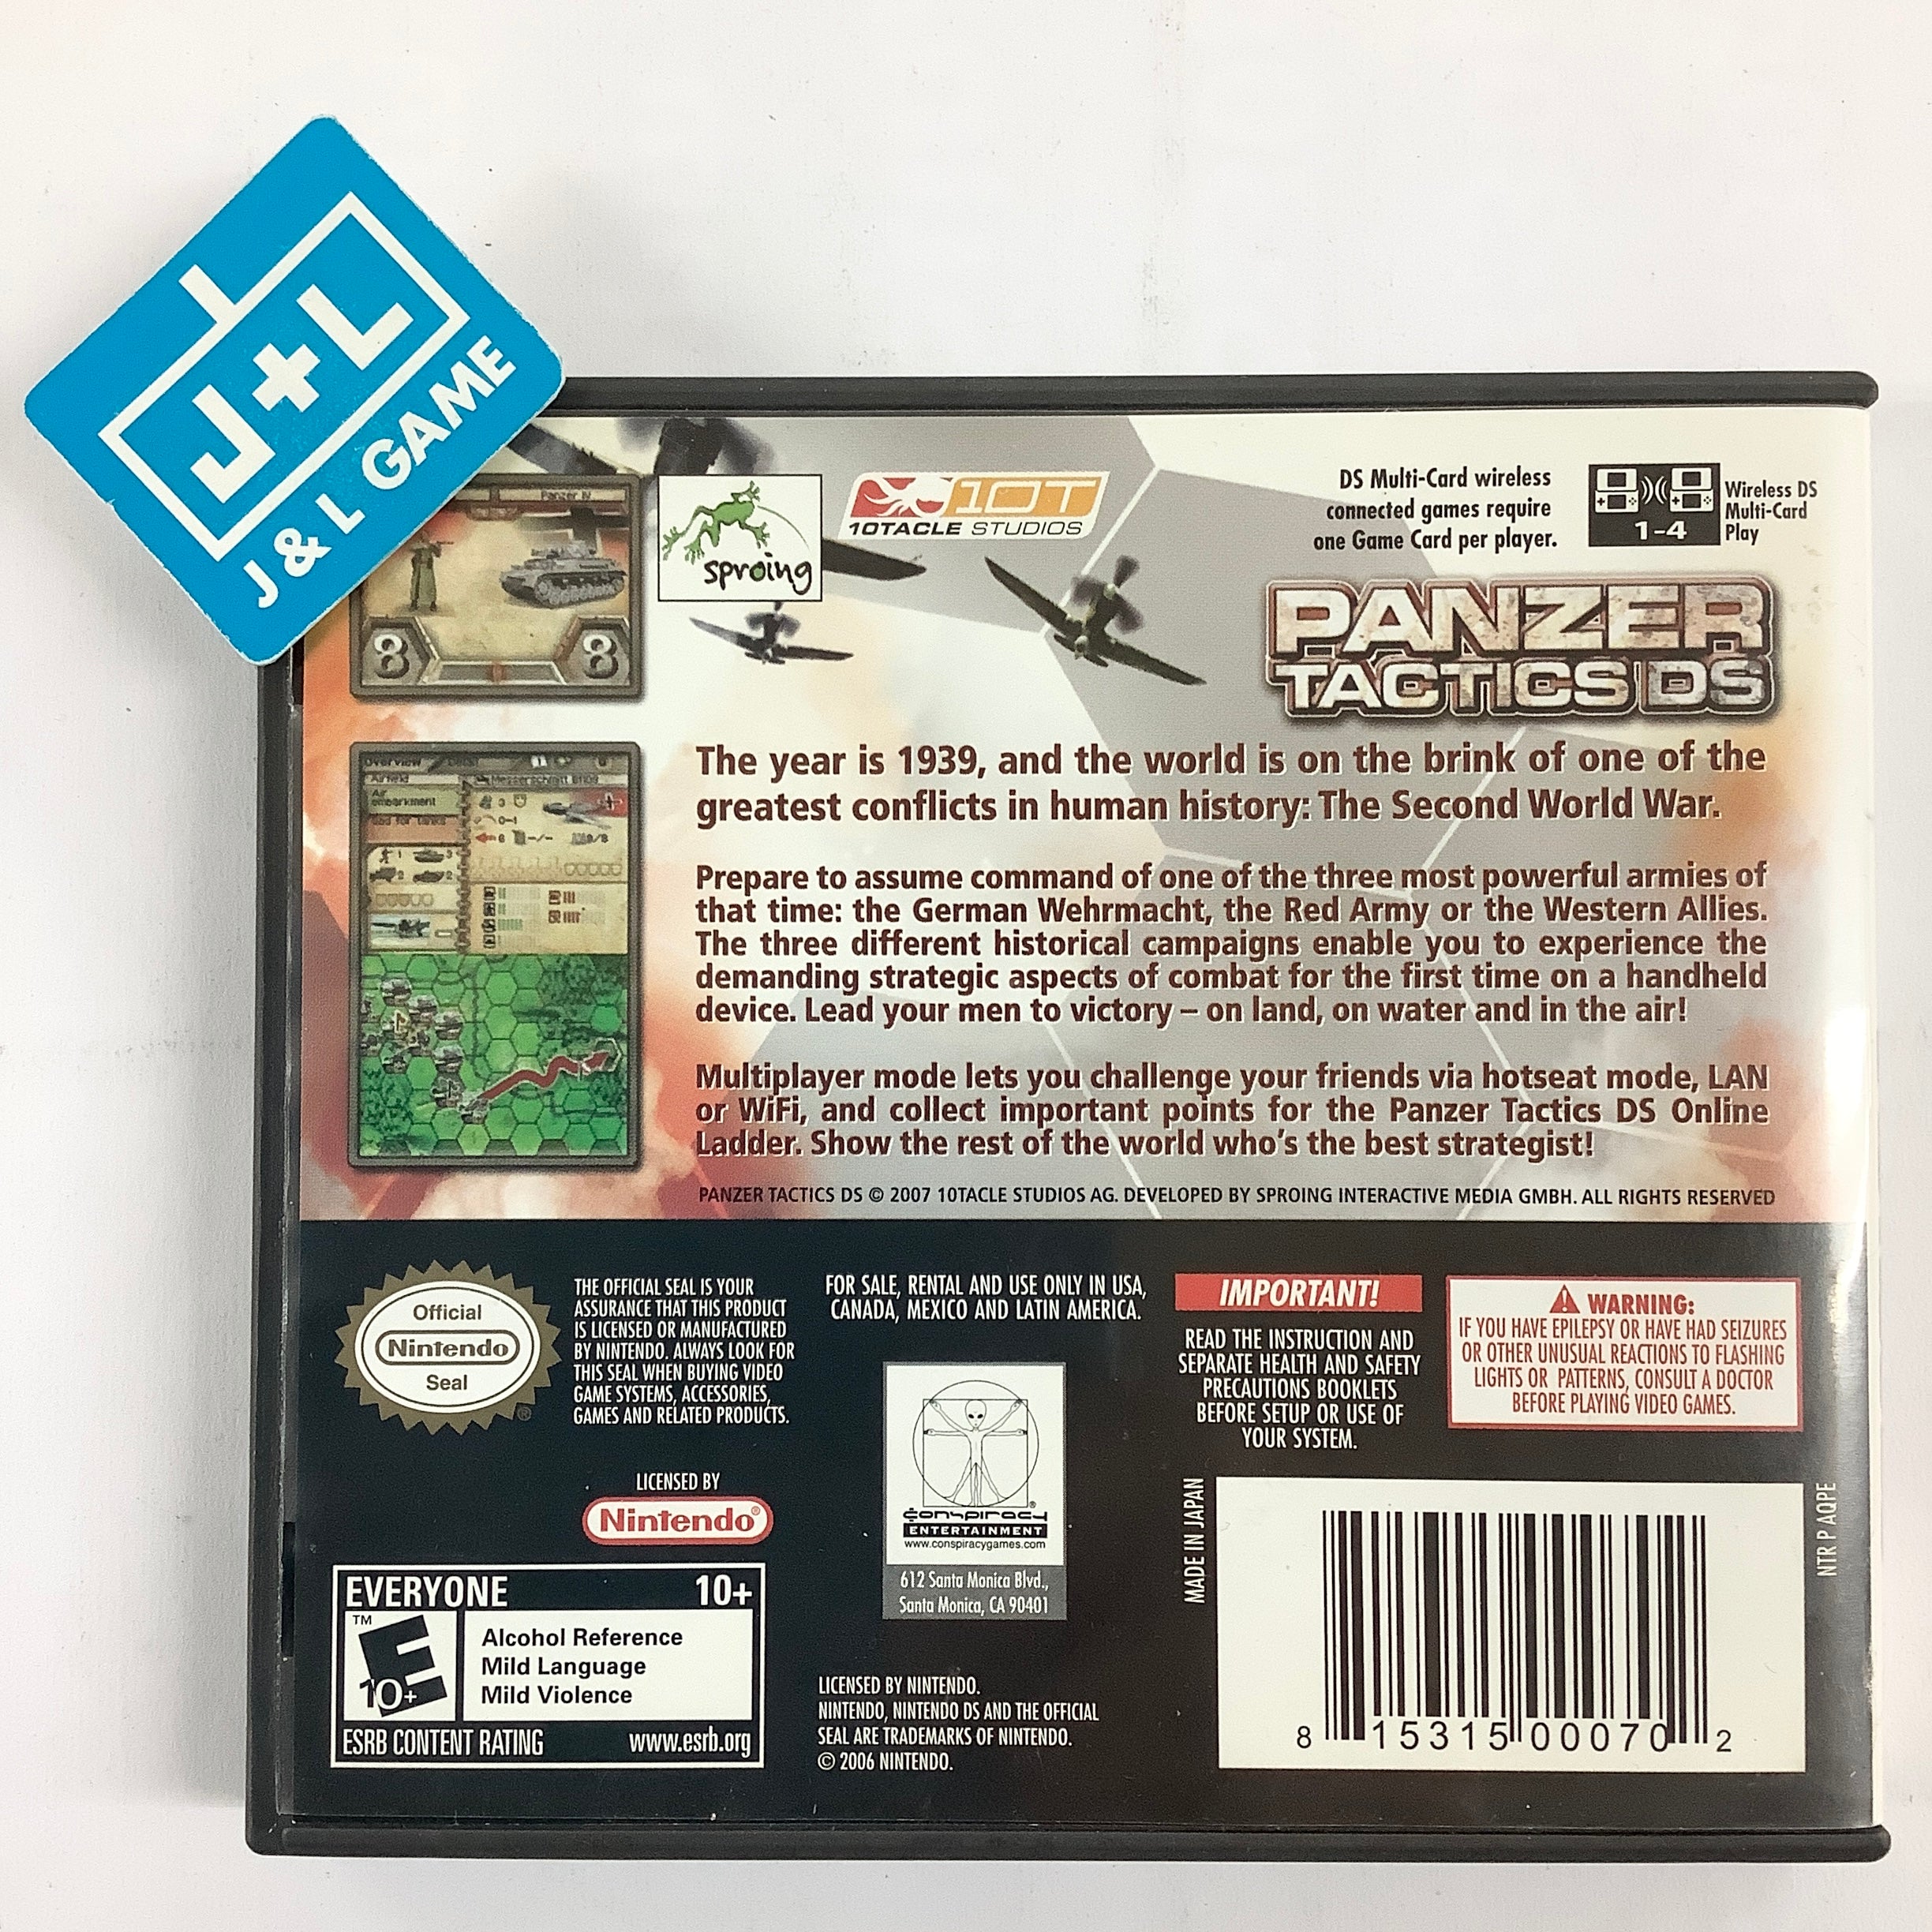 J+L
J & L GAME
Panzer IV
8
8
sproing
10T
10TACLE STUDIOS
DS Multi-Card wireless
connected games require
one Game Card per player.
1-4
Wireless DS
Multi-Card
Play
PANZER
TACTICS DS
Overview
Detail
Airfield
Air
embarkment
Messerschmitt Bf109
The year is 1939, and the world is on the brink of one of the
greatest conflicts in human history: The Second World War.
Prepare to assume command of one of the three most powerful armies of
that time: the German Wehrmacht, the Red Army or the Western Allies.
The three different historical campaigns enable you to experience the
demanding strategic aspects of combat for the first time on a handheld
device. Lead your men to victory – on land, on water and in the air!
Multiplayer mode lets you challenge your friends via hotseat mode, LAN
or WiFi, and collect important points for the Panzer Tactics DS Online
Ladder. Show the rest of the world who's the best strategist!
PANZER TACTICS DS © 2007 10TACLE STUDIOS AG. DEVELOPED BY SPROING INTERACTIVE MEDIA GMBH. ALL RIGHTS RESERVED
Official
Nintendo
Seal
®
THE OFFICIAL SEAL IS YOUR
ASSURANCE THAT THIS PRODUCT
IS LICENSED OR MANUFACTURED
BY NINTENDO. ALWAYS LOOK FOR
THIS SEAL WHEN BUYING VIDEO
GAME SYSTEMS, ACCESSORIES,
GAMES AND RELATED PRODUCTS.
FOR SALE, RENTAL AND USE ONLY IN USA,
CANADA, MEXICO AND LATIN AMERICA.
IMPORTANT!
READ THE INSTRUCTION AND
SEPARATE HEALTH AND SAFETY
PRECAUTIONS BOOKLETS
BEFORE SETUP OR USE OF
YOUR SYSTEM.
WARNING:
IF YOU HAVE EPILEPSY OR HAVE HAD SEIZURES
OR OTHER UNUSUAL REACTIONS TO FLASHING
LIGHTS OR PATTERNS, CONSULT A DOCTOR
BEFORE PLAYING VIDEO GAMES.
LICENSED BY
Nintendo®
conspiracy®
ENTERTAINMENT
www.conspiracygames.com
612 Santa Monica Blvd.,
Santa Monica, CA 90401
MADE IN JAPAN
NTR P AQPE
EVERYONE 10+
TM
E
10+
Alcohol Reference
Mild Language
Mild Violence
ESRB CONTENT RATING www.esrb.org
LICENSED BY NINTENDO.
NINTENDO, NINTENDO DS AND THE OFFICIAL
SEAL ARE TRADEMARKS OF NINTENDO.
© 2006 NINTENDO.
8 15315 00070 2